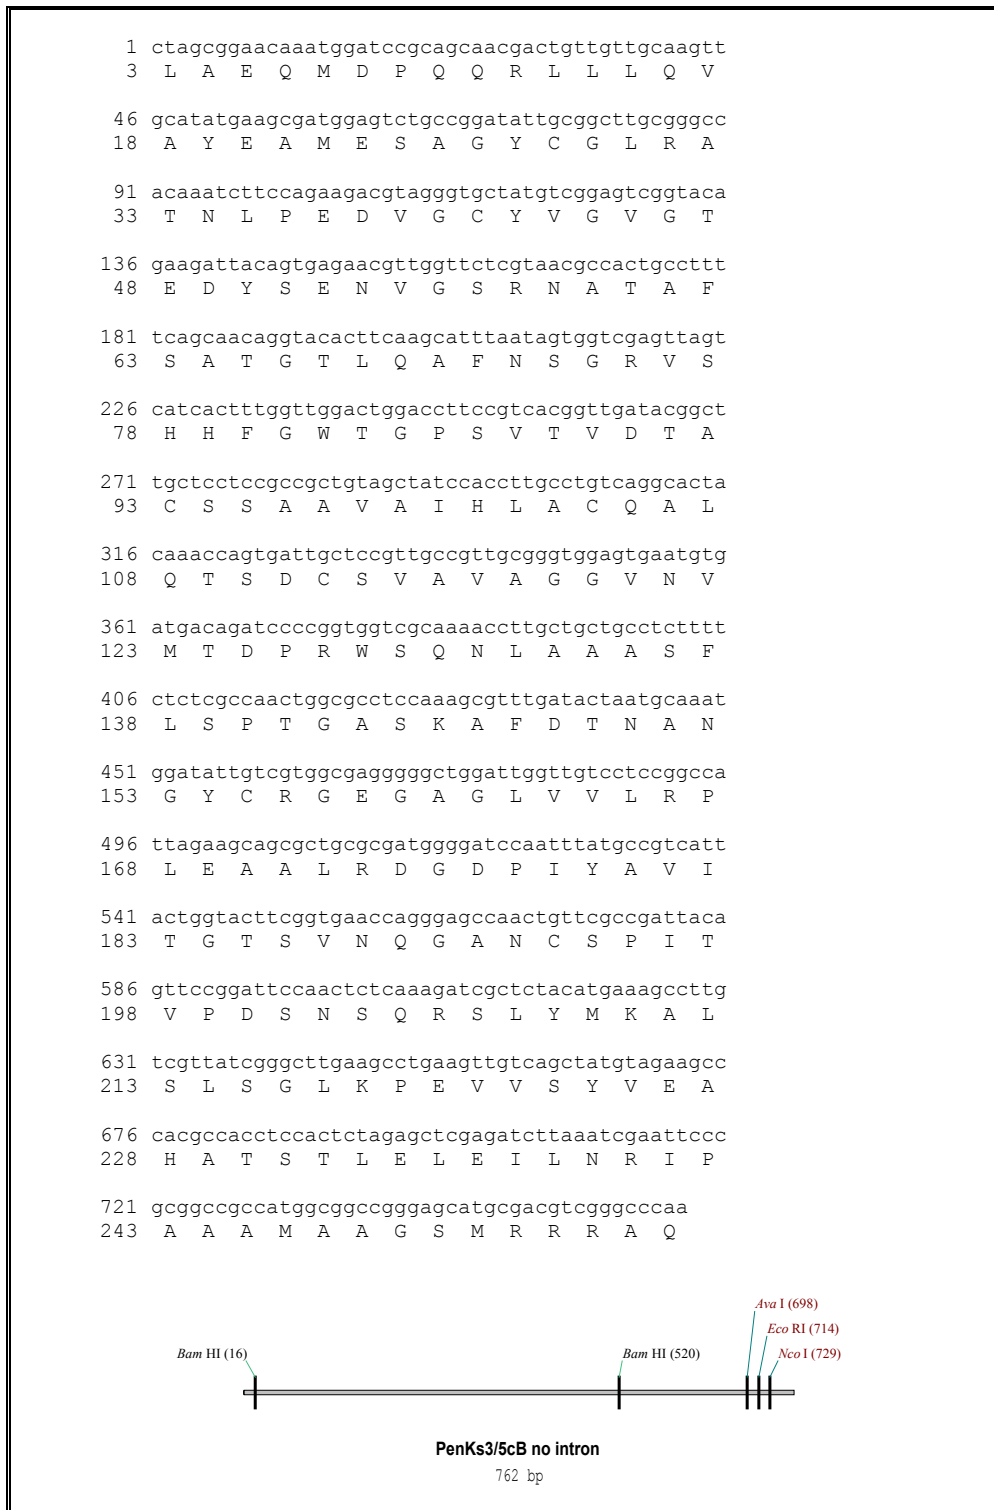 1 ctagcggaacaaatggatccgcagcaacgactgttgttgcaagtt
3 L A E Q M D P Q Q R L L L Q V
46 gcatatgaagcgatggagtctgccggatattgcggcttgcgggcc
18 A Y E A M E S A G Y C G L R A
91 acaaatcttccagaagacgtagggtgctatgtcggagtcggtaca
33 T N L P E D V G C Y V G V G T
136 gaagattacagtgagaacgttggttctcgtaacgccactgccttt
48 E D Y S E N V G S R N A T A F
181 tcagcaacaggtacacttcaagcatttaatagtggtcgagttagt
63 S A T G T L Q A F N S G R V S
226 catcactttggttggactggaccttccgtcacggttgatacggct
78 H H F G W T G P S V T V D T A
271 tgctcctccgccgctgtagctatccaccttgcctgtcaggcacta
93 C S S A A V A I H L A C Q A L
316 caaaccagtgattgctccgttgccgttgcgggtggagtgaatgtg
108 Q T S D C S V A V A G G V N V
361 atgacagatccccggtggtcgcaaaaccttgctgctgcctctttt
123 M T D P R W S Q N L A A A S F
406 ctctcgccaactggcgcctccaaagcgtttgatactaatgcaaat
138 L S P T G A S K A F D T N A N
451 ggatattgtcgtggcgagggggctggattggttgtcctccggcca
153 G Y C R G E G A G L V V L R P
496 ttagaagcagcgctgcgcgatggggatccaatttatgccgtcatt
168 L E A A L R D G D P I Y A V I
541 actggtacttcggtgaaccagggagccaactgttcgccgattaca
183 T G T S V N Q G A N C S P I T
586 gttccggattccaactctcaaagatcgctctacatgaaagccttg
198 V P D S N S Q R S L Y M K A L
631 tcgttatcgggcttgaagcctgaagttgtcagctatgtagaagcc
213 S L S G L K P E V V S Y V E A
676 cacgccacctccactctagagctcgagatcttaaatcgaattccc
228 H A T S T L E L E I L N R I P
721 gcggccgccatggcggccgggagcatgcgacgtcgggcccaa
243 A A A M A A G S M R R R A Q
Ava I (698)
Eco RI (714)
Bam HI (16) Bam HI (520) Nco I (729)
PenKs3/5cB no intron
762 bp